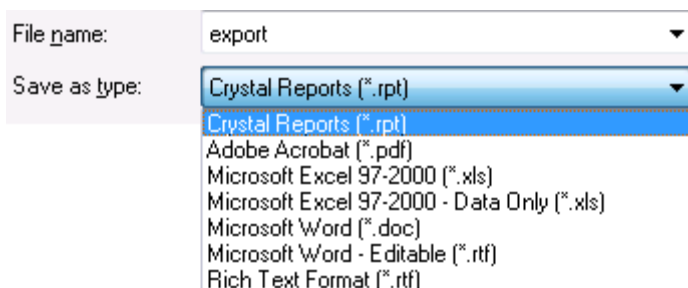 File name: export
Save as type: Crystal Reports (*.rpt)
Crystal Reports (*.rpt)
Adobe Acrobat (*.pdf)
Microsoft Excel 97-2000 (*.xls)
Microsoft Excel 97-2000 - Data Only (*.xls)
Microsoft Word (*.doc)
Microsoft Word - Editable (*.rtf)
Rich Text Format (*.rtf)